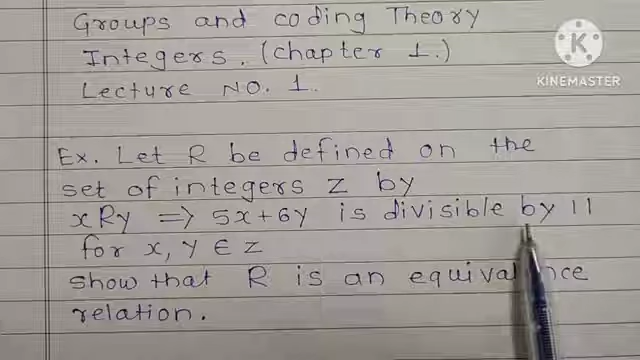 Groups and coding Theory
Integers. (chapter 1.)
Lecture No. 1.
KINEMASTER
Ex. Let R be defined on the
set of integers Z by
xRy => 5x+6y is divisible by 11
for x, y ∈ Z
show that R is an equivalence
relation.